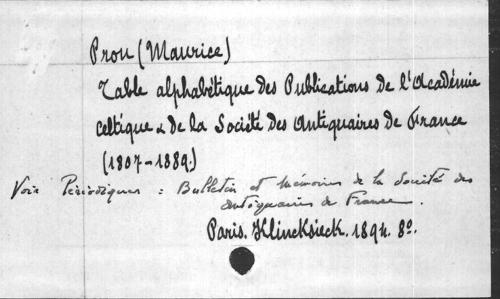 Prou (Maurice)
Table alphabétique des Publications de l'Académie
celtique & de la Société des Antiquaires de France
(1807-1889.)
Voir Périodiques : Bulletin et Mémoires de la Société des
antiquaires de France.
Paris. Klincksieck. 1894. 8º.